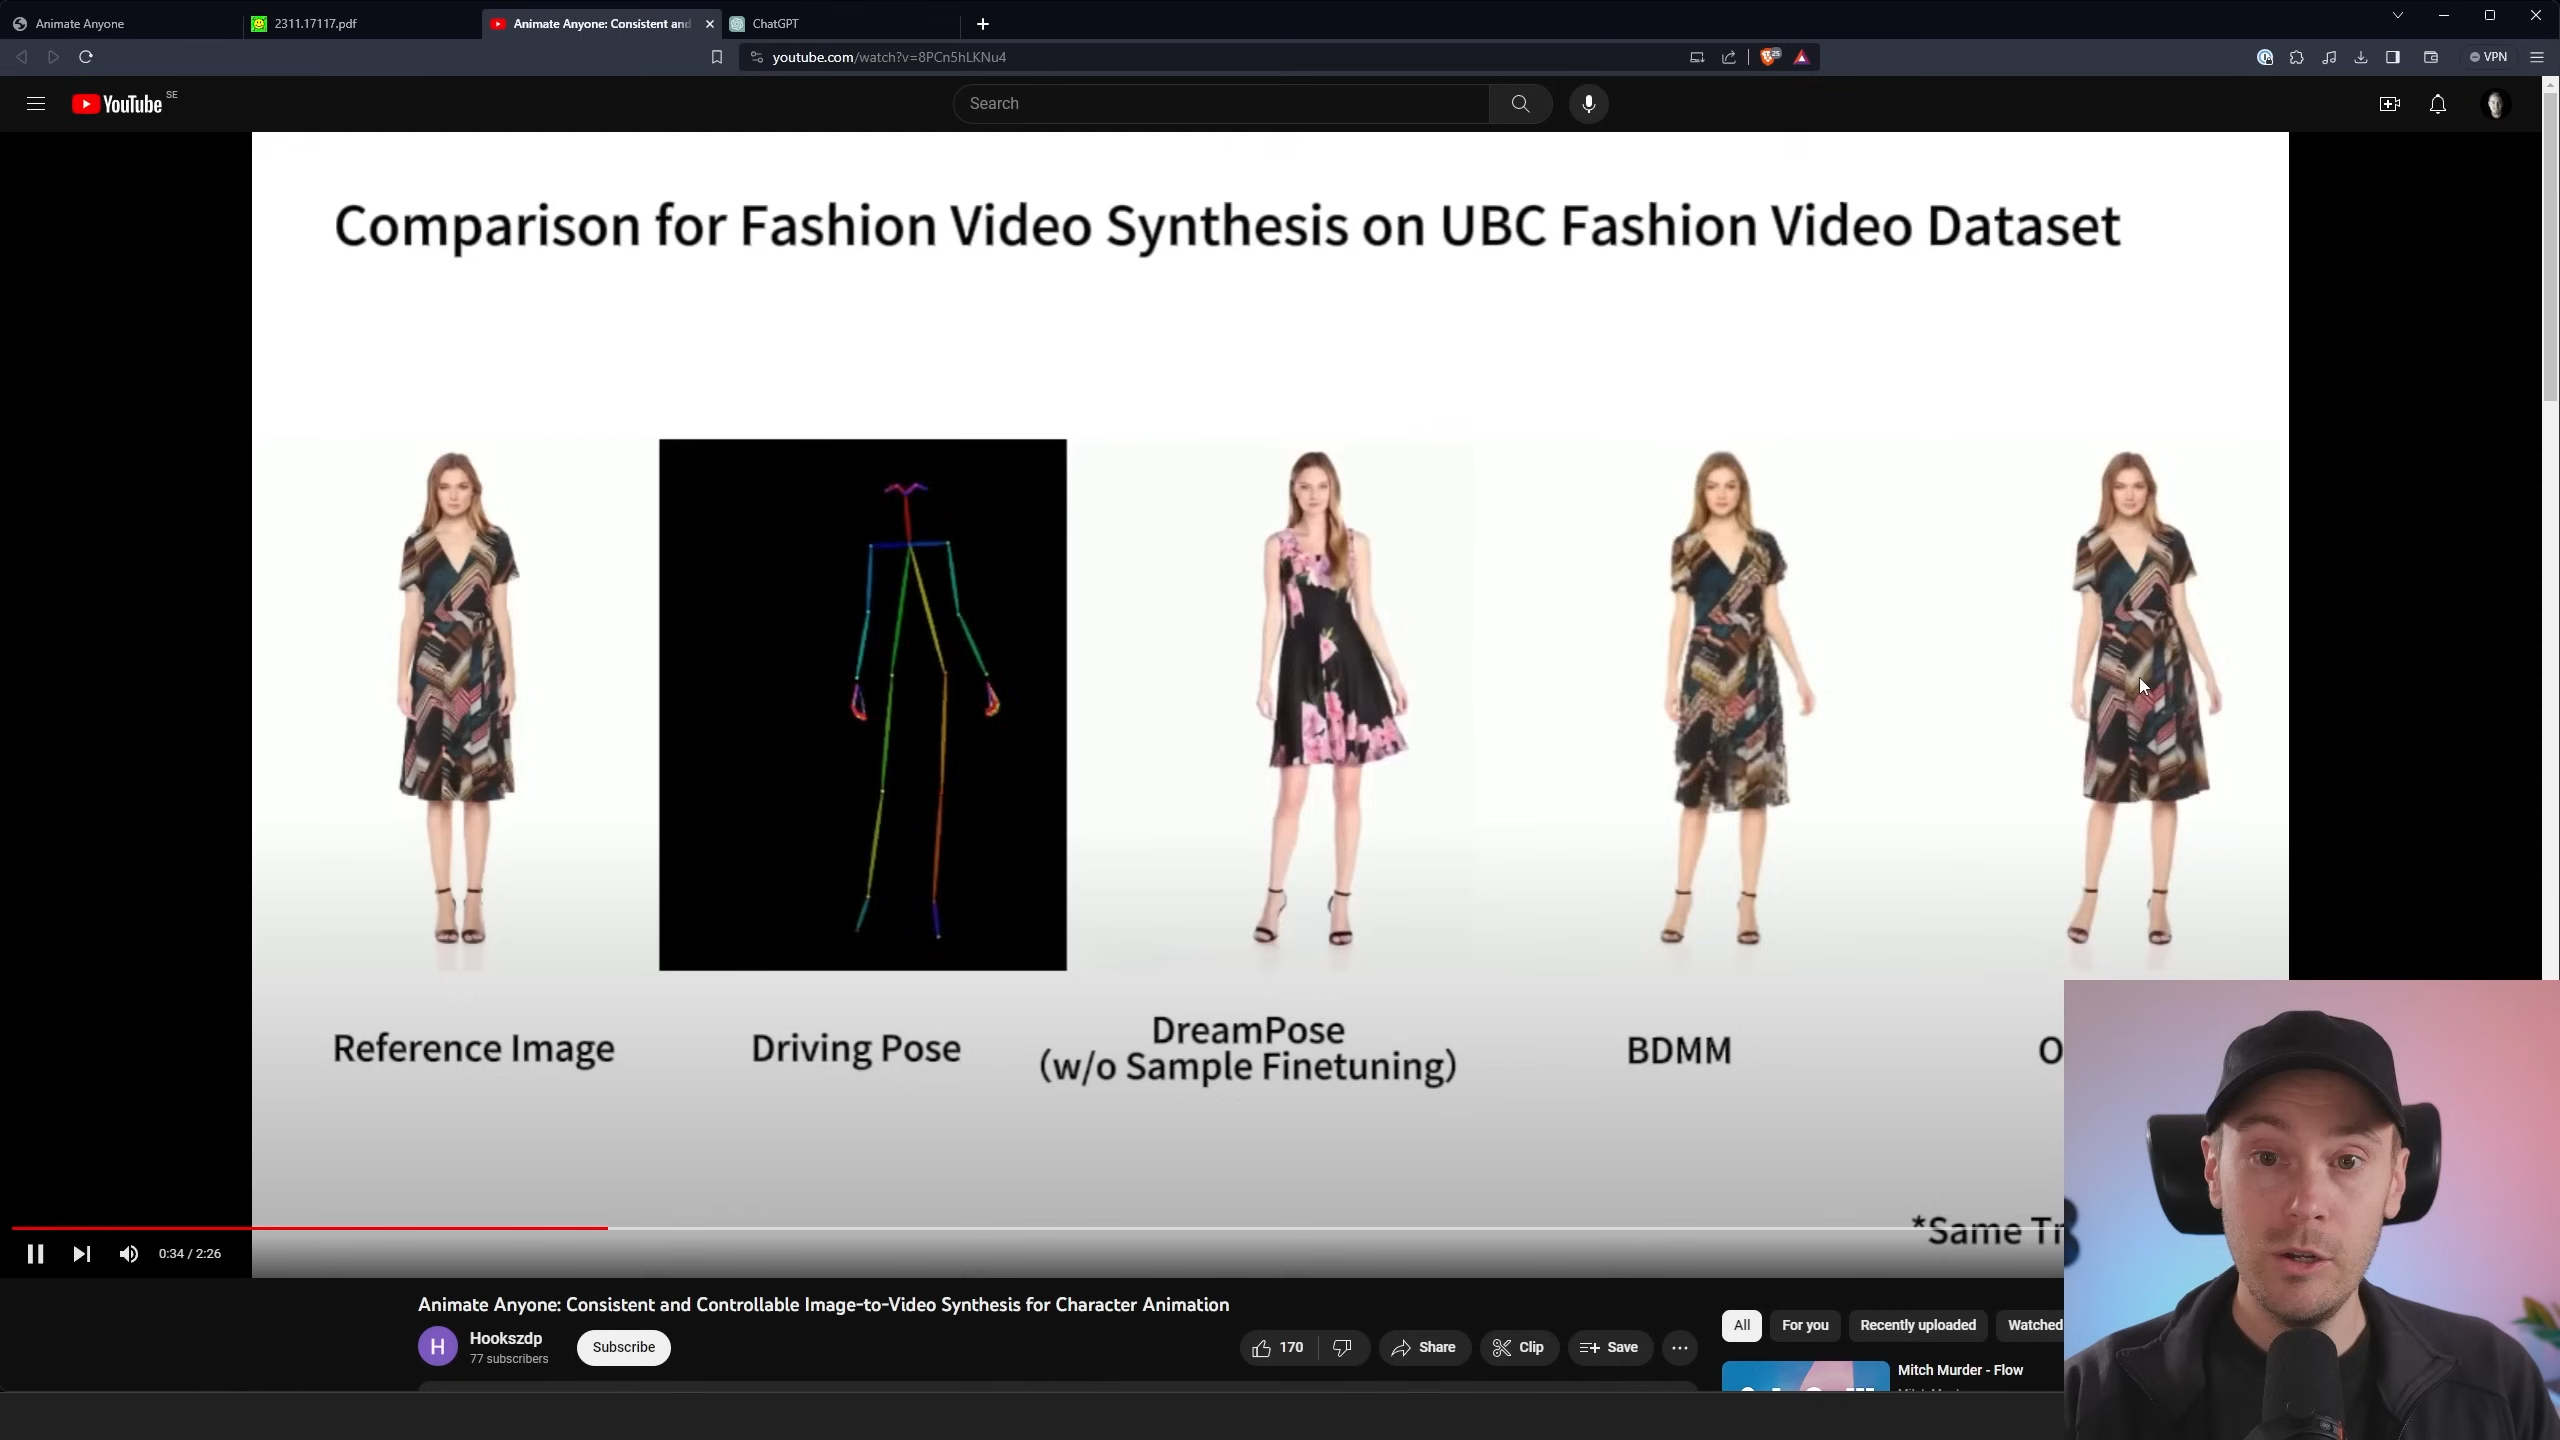 Animate Anyone
2311.17117.pdf
Animate Anyone: Consistent and
ChatGPT
youtube.com/watch?v=8PCn5hLKNu4
25
VPN
YouTube
SE
Search
Comparison for Fashion Video Synthesis on UBC Fashion Video Dataset
Reference Image
Driving Pose
DreamPose
(w/o Sample Finetuning)
BDMM
O
*Same Tr
0:34 / 2:26
Animate Anyone: Consistent and Controllable Image-to-Video Synthesis for Character Animation
H
Hookszdp
77 subscribers
Subscribe
170
Share
Clip
Save
All
For you
Recently uploaded
Watched
Mitch Murder - Flow